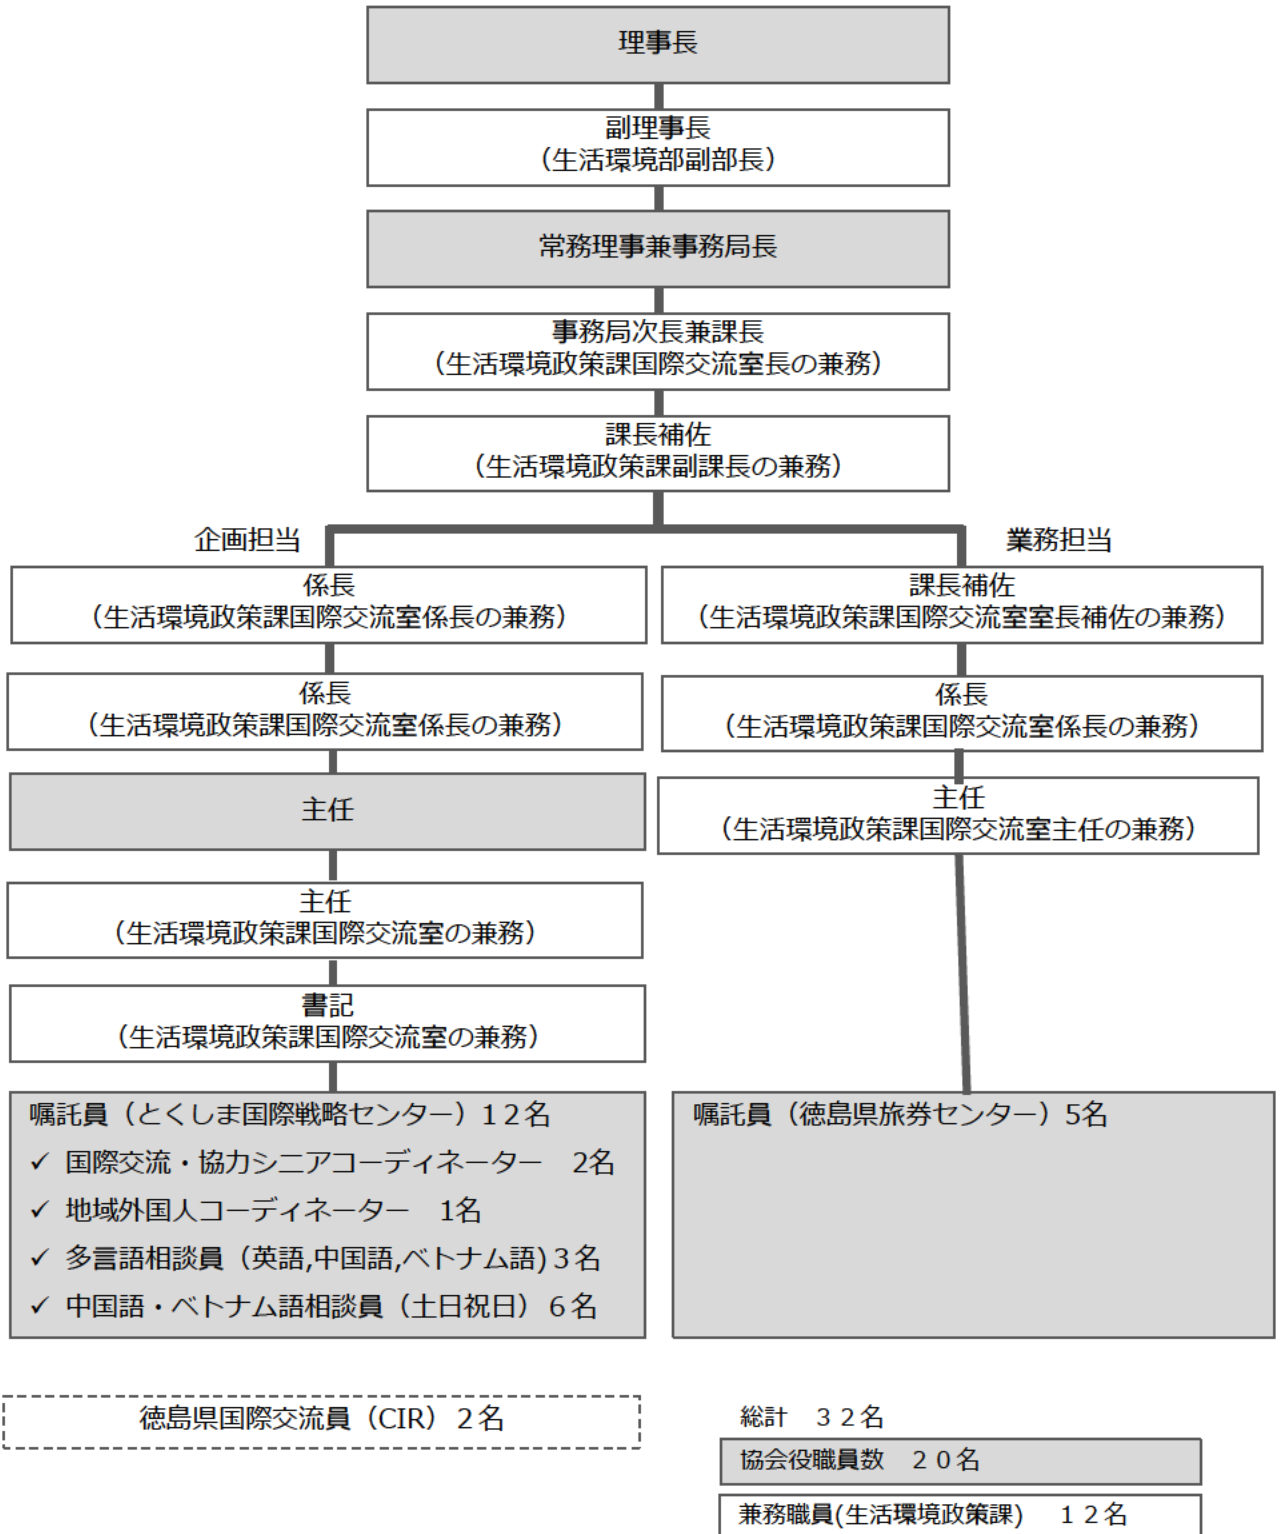 理事長
副理事長
（生活環境部副部長）
常務理事兼事務局長
事務局次長兼課長
（生活環境政策課国際交流室長の兼務）
課長補佐
（生活環境政策課副課長の兼務）
企画担当
業務担当
係長
（生活環境政策課国際交流室係長の兼務）
課長補佐
（生活環境政策課国際交流室室長補佐の兼務）
係長
（生活環境政策課国際交流室係長の兼務）
係長
（生活環境政策課国際交流室係長の兼務）
主任
主任
（生活環境政策課国際交流室主任の兼務）
主任
（生活環境政策課国際交流室の兼務）
書記
（生活環境政策課国際交流室の兼務）
嘱託員（とくしま国際戦略センター）１２名
✓ 国際交流・協力シニアコーディネーター　2名
✓ 地域外国人コーディネーター　1名
✓ 多言語相談員（英語,中国語,ベトナム語)３名
✓ 中国語・ベトナム語相談員（土日祝日）６名
嘱託員（徳島県旅券センター）5名
徳島県国際交流員（CIR）２名
総計　３２名
協会役職員数　２０名
兼務職員(生活環境政策課)　１２名